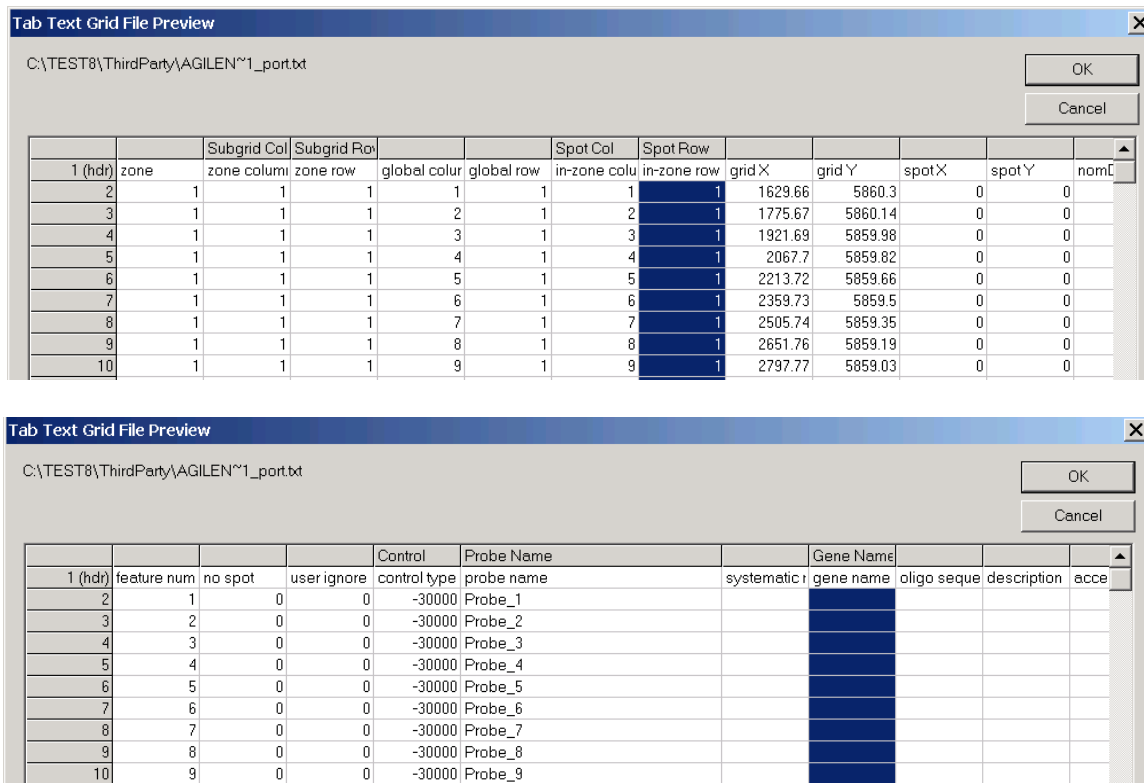 Tab Text Grid File Preview
C:\TEST8\ThirdParty\AGILEN~1_port.txt
OK
Cancel
Subgrid Col Subgrid Rov Spot Col Spot Row
1 (hdr) zone zone colum zone row global colur global row in-zone colu in-zone row grid X grid Y spot X spot Y nom
2 1 1 1 1 1 1 1 1629.66 5860.3 0 0
3 1 1 1 2 1 2 1 1775.67 5860.14 0 0
4 1 1 1 3 1 3 1 1921.69 5859.98 0 0
5 1 1 1 4 1 4 1 2067.7 5859.82 0 0
6 1 1 1 5 1 5 1 2213.72 5859.66 0 0
7 1 1 1 6 1 6 1 2359.73 5859.5 0 0
8 1 1 1 7 1 7 1 2505.74 5859.35 0 0
9 1 1 1 8 1 8 1 2651.76 5859.19 0 0
10 1 1 1 9 1 9 1 2797.77 5859.03 0 0
Tab Text Grid File Preview
C:\TEST8\ThirdParty\AGILEN~1_port.txt
OK
Cancel
Control Probe Name Gene Name
1 (hdr) feature num no spot user ignore control type probe name systematic gene name oligo seque description acce
2 1 0 0 -30000 Probe_1
3 2 0 0 -30000 Probe_2
4 3 0 0 -30000 Probe_3
5 4 0 0 -30000 Probe_4
6 5 0 0 -30000 Probe_5
7 6 0 0 -30000 Probe_6
8 7 0 0 -30000 Probe_7
9 8 0 0 -30000 Probe_8
10 9 0 0 -30000 Probe_9